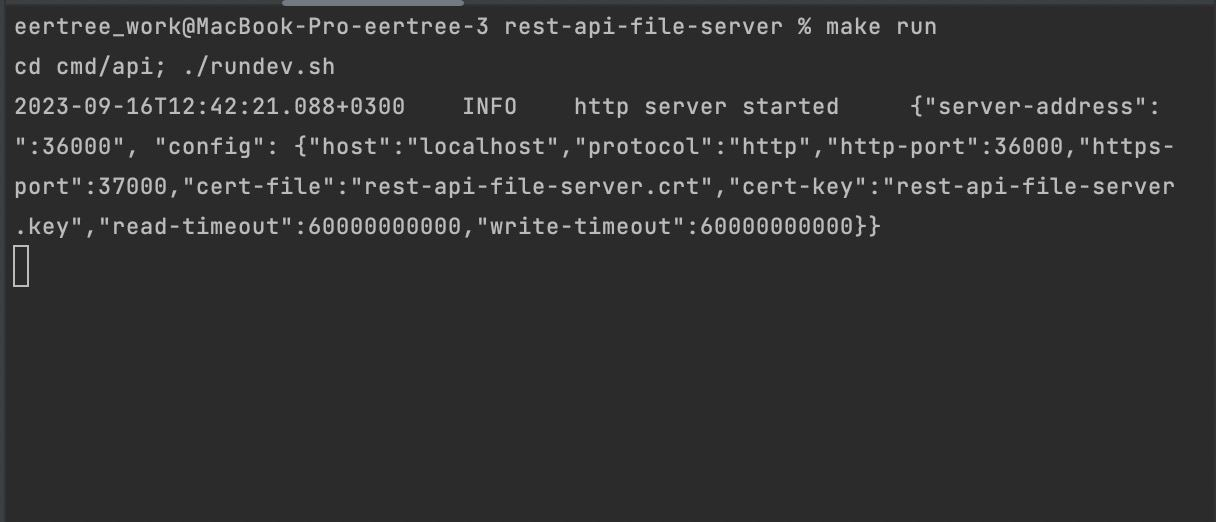 eertree_work@MacBook-Pro-eertree-3 rest-api-file-server % make run
cd cmd/api; ./rundev.sh
2023-09-16T12:42:21.088+0300    INFO    http server started     {"server-address":
":36000", "config": {"host":"localhost","protocol":"http","http-port":36000,"https-
port":37000,"cert-file":"rest-api-file-server.crt","cert-key":"rest-api-file-server
.key","read-timeout":60000000000,"write-timeout":60000000000}}